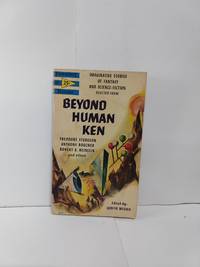 25¢
IMAGINATIVE STORIES
OF FANTASY
AND SCIENCE-FICTION
SELECTED FROM
BEYOND
HUMAN
KEN
THEODORE STURGEON
ANTHONY BOUCHER
ROBERT A. HEINLEIN
and others
Edited by
JUDITH MERRIL